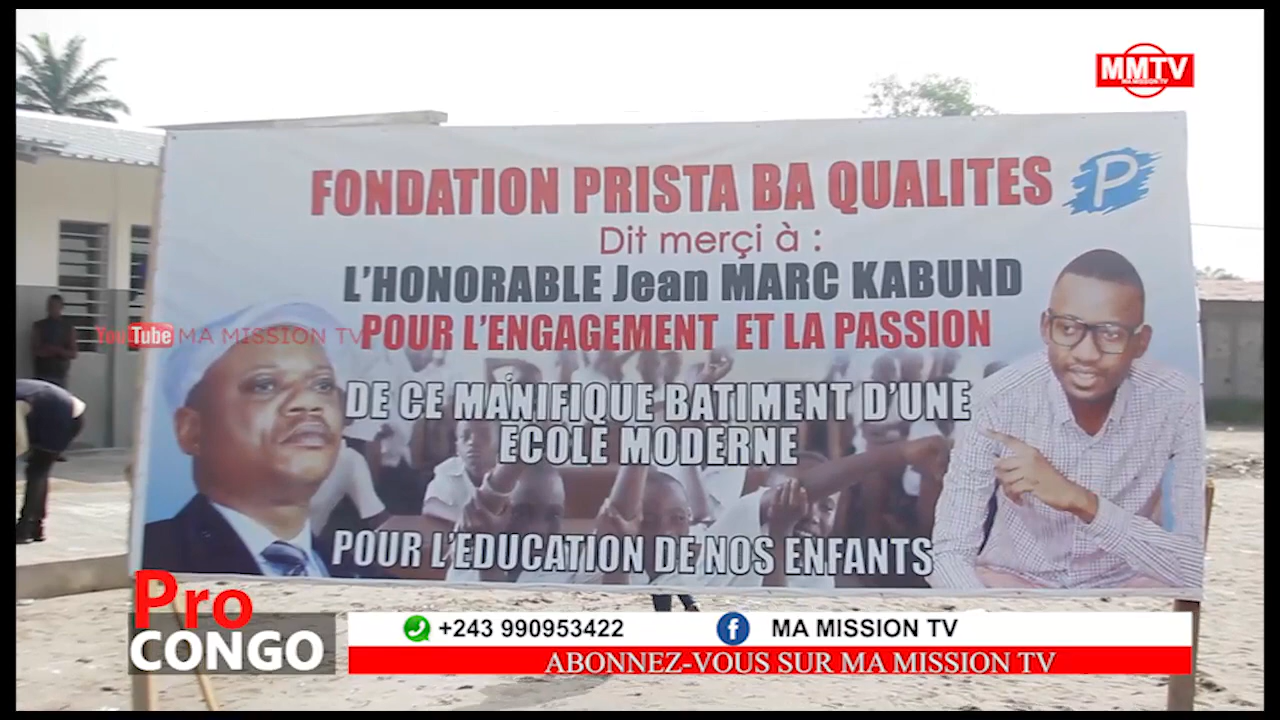 MMTV
MA MISSION TV
FONDATION PRISTA BA QUALITES
P
Dit merçi à :
L'HONORABLE Jean MARC KABUND
POUR L'ENGAGEMENT ET LA PASSION
YouTube MA MISSION TV
DE CE MANIFIQUE BATIMENT D'UNE
ECOLE MODERNE
POUR L'EDUCATION DE NOS ENFANTS
Pro
CONGO
+243 990953422
MA MISSION TV
ABONNEZ-VOUS SUR MA MISSION TV